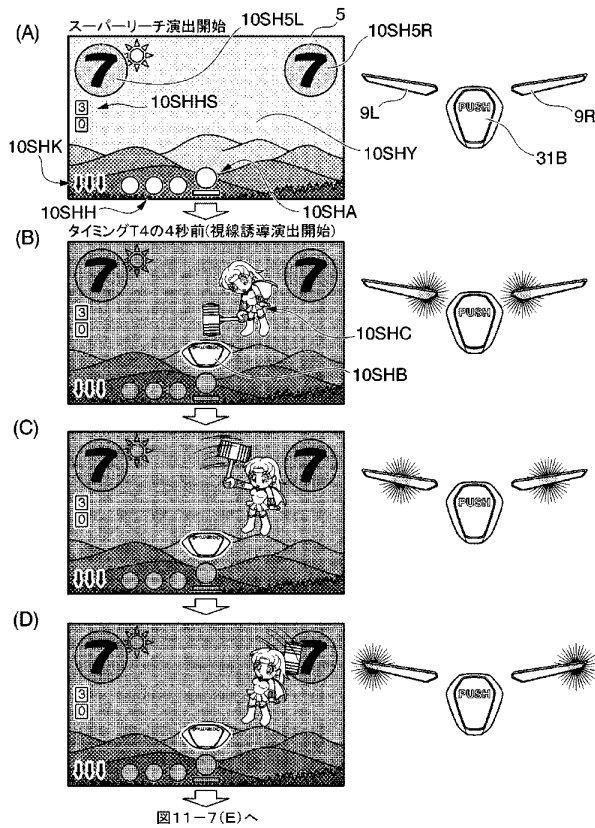 (A)
スーパーリーチ演出開始
10SH5L
5
10SH5R
7
7
3
0
10SHHS
10SHY
10SHK
10SHH
10SHA
9L
PUSH
9R
31B
(B)
タイミングT4の4秒前(視線誘導演出開始)
7
7
3
0
10SHC
10SHB
PUSH
(C)
7
7
3
0
PUSH
(D)
7
7
3
0
PUSH
図11-7(E)へ